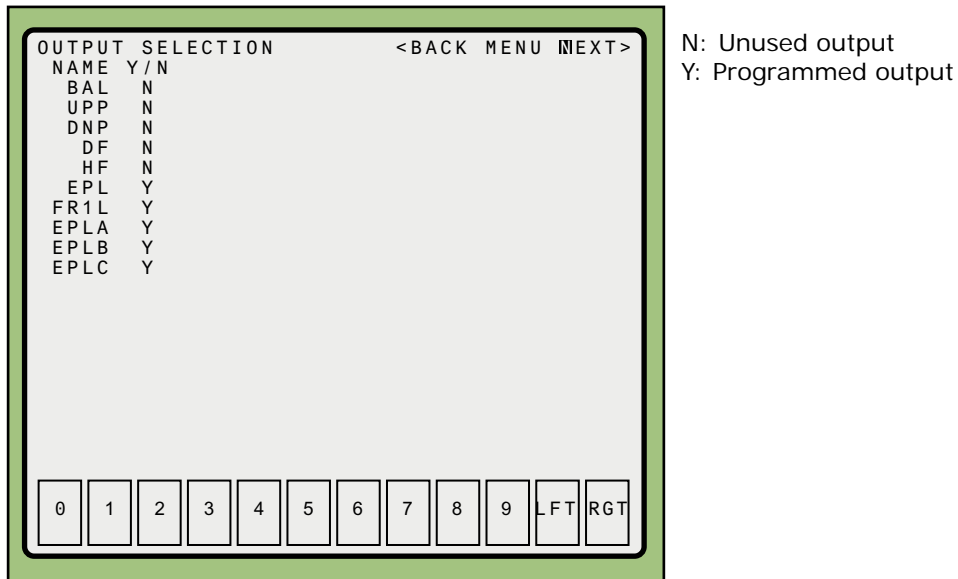 OUTPUT SELECTION <BACK MENU NEXT>
NAME Y/N
BAL N
UPP N
DNP N
DF N
HF N
EPL Y
FR1L Y
EPLA Y
EPLB Y
EPLC Y
0 1 2 3 4 5 6 7 8 9 LFT RGT
N: Unused output
Y: Programmed output